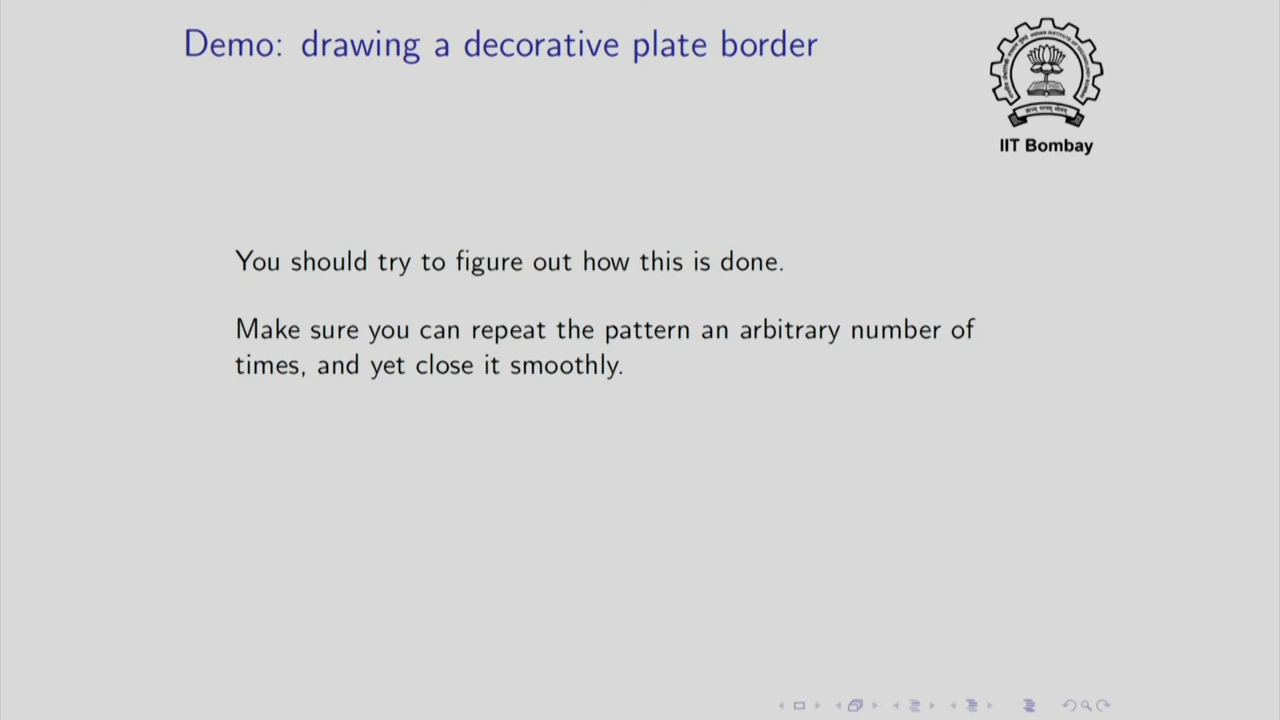 Demo: drawing a decorative plate border
IIT Bombay
You should try to figure out how this is done.
Make sure you can repeat the pattern an arbitrary number of
times, and yet close it smoothly.